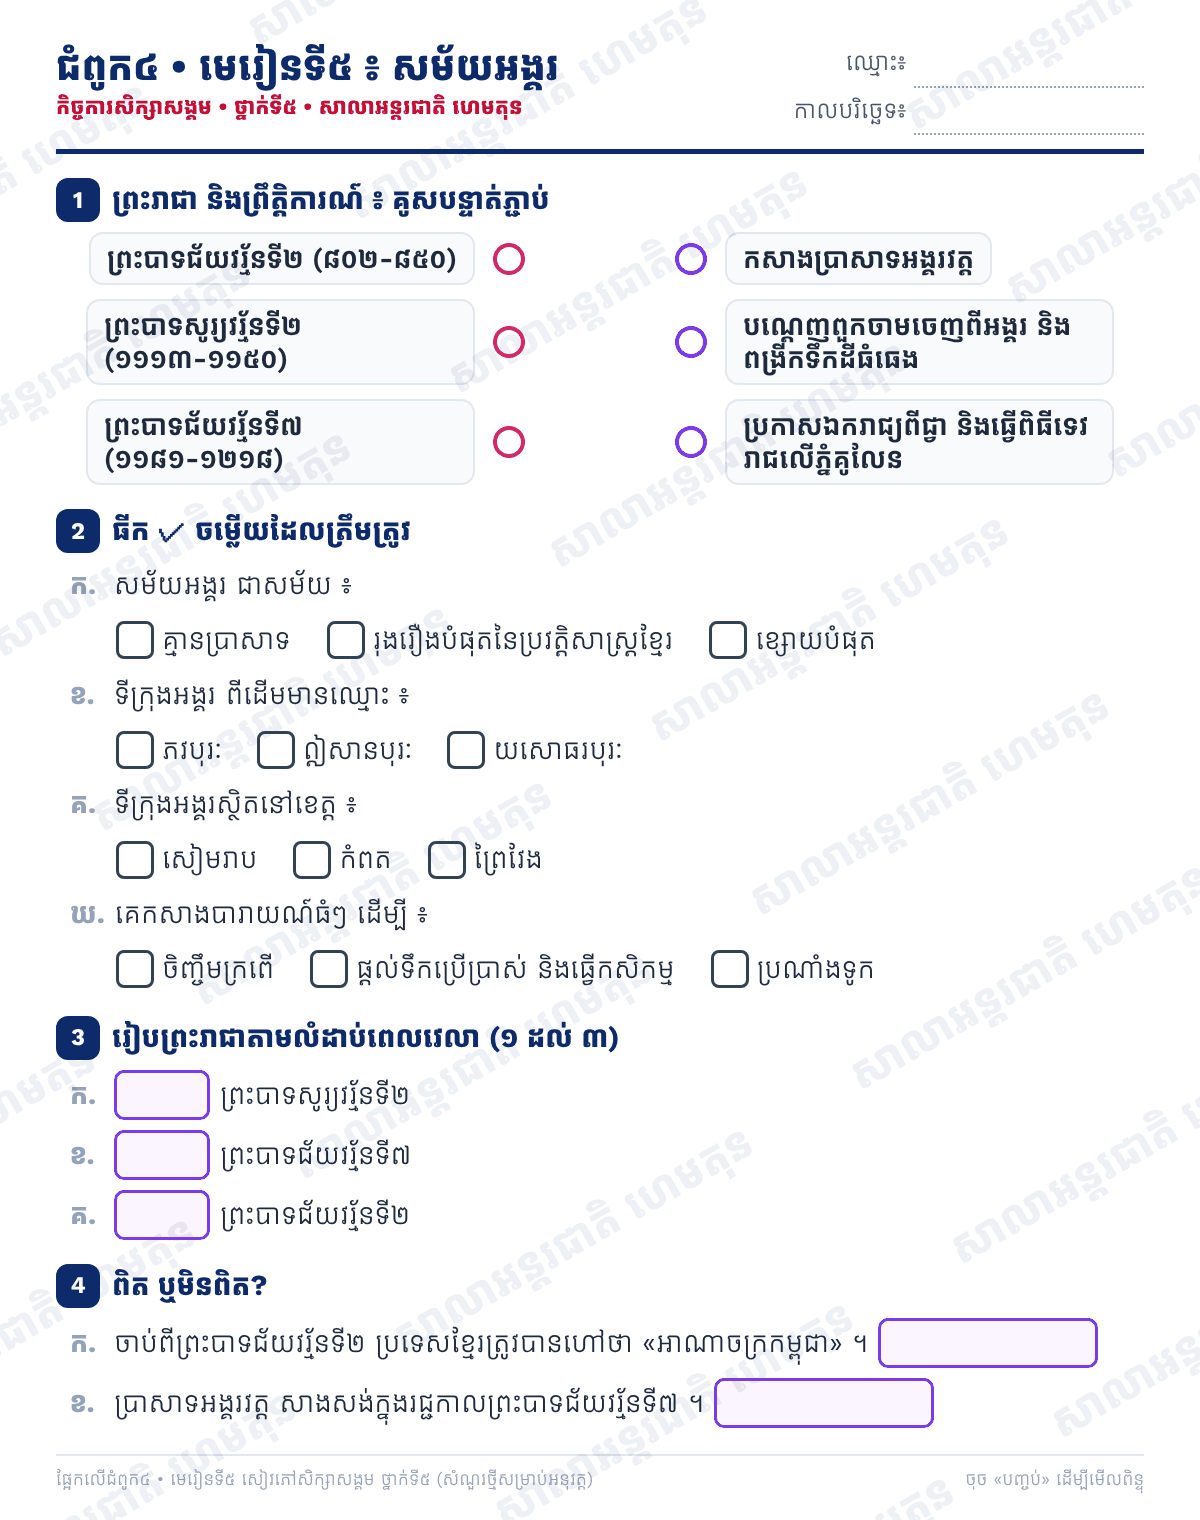 ជំពូក៤ • មេរៀនទី៥ ៖ សម័យអង្គរ
កិច្ចការសិក្សាសង្គម • ថ្នាក់ទី៥ • សាលាអន្តរជាតិ ហេមតុន
ឈ្មោះ៖
កាលបរិច្ឆេទ៖
1 ព្រះរាជា និងព្រឹត្តិការណ៍ ៖ គូសបន្ទាត់ភ្ជាប់
ព្រះបាទជ័យវរ្ម័នទី២ (៨០២-៨៥០)
កសាងប្រាសាទអង្គរវត្ត
ព្រះបាទសូរ្យវរ្ម័នទី២
(១១១៣-១១៥០)
បណ្តេញពួកចាមចេញពីអង្គរ និង
ពង្រីកទឹកដីធំធេង
ព្រះបាទជ័យវរ្ម័នទី៧
(១១៨១-១២១៨)
ប្រកាសឯករាជ្យពីជ្វា និងធ្វើពិធីទេវ
រាជលើភ្នំគូលែន
2 ធីក ✓ ចម្លើយដែលត្រឹមត្រូវ
ក. សម័យអង្គរ ជាសម័យ ៖
គ្មានប្រាសាទ រុងរឿងបំផុតនៃប្រវត្តិសាស្ត្រខ្មែរ ខ្សោយបំផុត
ខ. ទីក្រុងអង្គរ ពីដើមមានឈ្មោះ ៖
ភវបុរៈ ឦសានបុរៈ យសោធរបុរៈ
គ. ទីក្រុងអង្គរស្ថិតនៅខេត្ត ៖
សៀមរាប កំពត ព្រៃវែង
ឃ. គេកសាងបារាយណ៍ធំៗ ដើម្បី ៖
ចិញ្ចឹមក្រពើ ផ្តល់ទឹកប្រើប្រាស់ និងធ្វើកសិកម្ម ប្រណាំងទូក
3 រៀបព្រះរាជាតាមលំដាប់ពេលវេលា (១ ដល់ ៣)
ក. ព្រះបាទសូរ្យវរ្ម័នទី២
ខ. ព្រះបាទជ័យវរ្ម័នទី៧
គ. ព្រះបាទជ័យវរ្ម័នទី២
4 ពិត ឬមិនពិត?
ក. ចាប់ពីព្រះបាទជ័យវរ្ម័នទី២ ប្រទេសខ្មែរត្រូវបានហៅថា «អាណាចក្រកម្ពុជា» ។
ខ. ប្រាសាទអង្គរវត្ត សាងសង់ក្នុងរជ្ជកាលព្រះបាទជ័យវរ្ម័នទី៧ ។
ផ្អែកលើជំពូក៤ • មេរៀនទី៥ សៀវភៅសិក្សាសង្គម ថ្នាក់ទី៥ (សំណួរថ្មីសម្រាប់អនុវត្ត)
ចុច «បញ្ចប់» ដើម្បីមើលពិន្ទុ